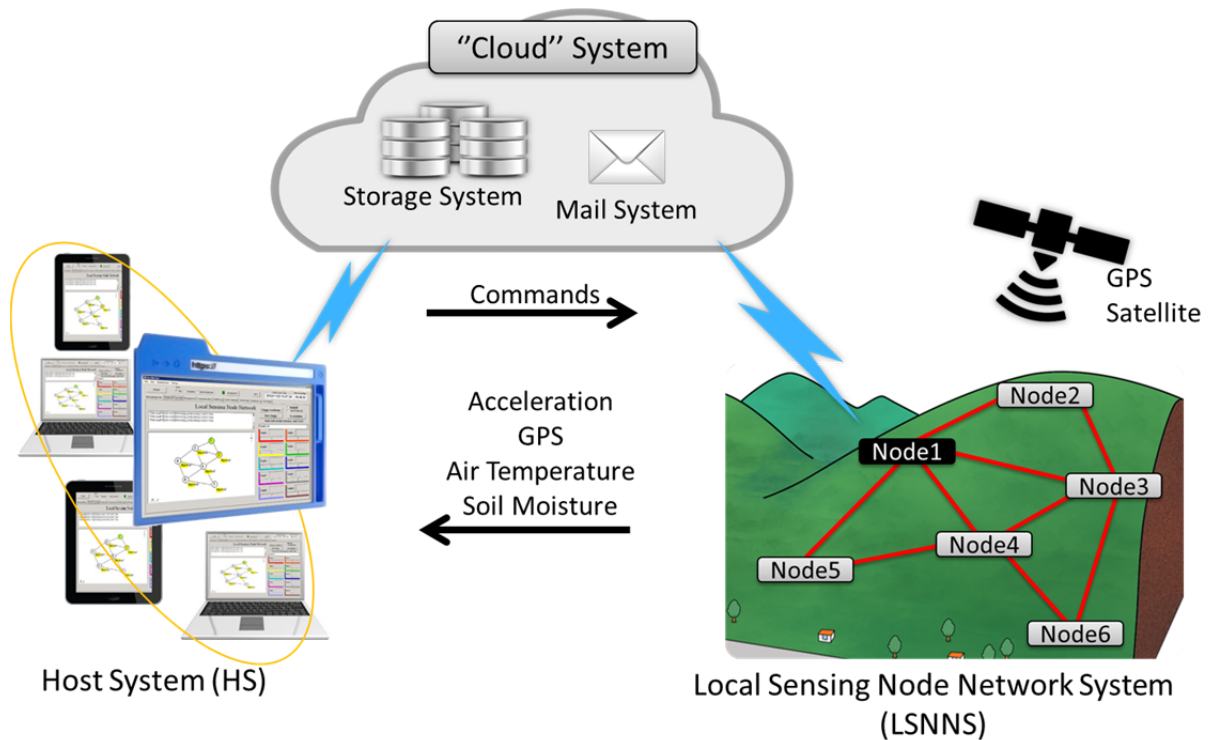 “Cloud” System
Storage System
Mail System
GPS
Satellite
Commands
https://
Local Sensing Node Network
Acceleration
GPS
Air Temperature
Soil Moisture
Node2
Node1
Node3
Node4
Node5
Node6
Host System (HS)
Local Sensing Node Network System
(LSNNS)